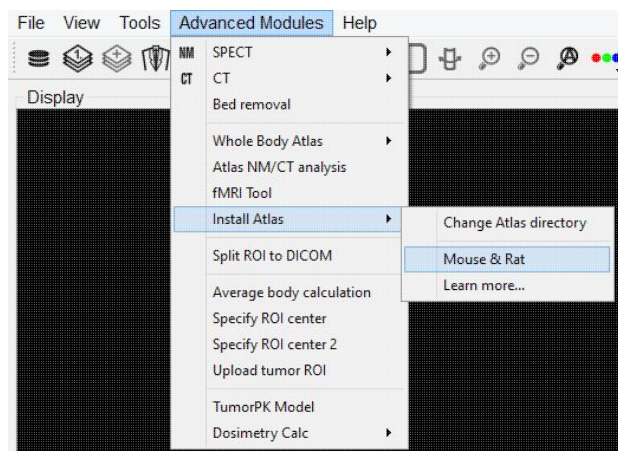 File View Tools Advanced Modules Help
NM SPECT
CT CT
Display
Bed removal
Whole Body Atlas
Atlas NM/CT analysis
fMRI Tool
Install Atlas
Change Atlas directory
Split ROI to DICOM
Mouse & Rat
Learn more...
Average body calculation
Specify ROI center
Specify ROI center 2
Upload tumor ROI
TumorPK Model
Dosimetry Calc